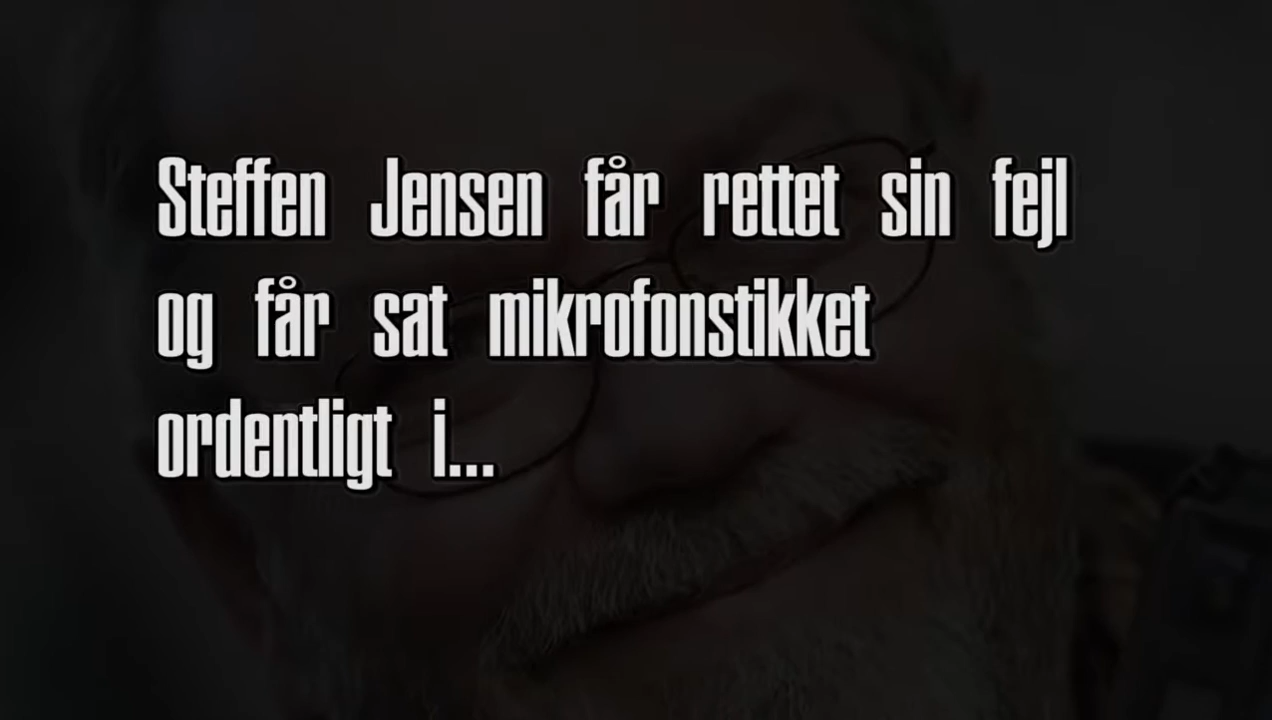 Steffen Jensen får rettet sin fejl
og får sat mikrofonstikket
ordentligt i...